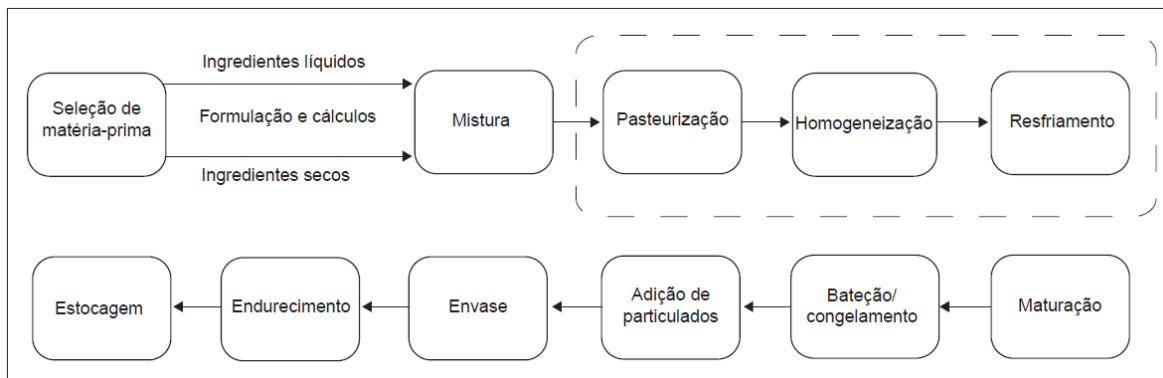 Ingredientes líquidos
Seleção de
matéria-prima
Formulação e cálculos
Ingredientes secos
Mistura
Pasteurização
Homogeneização
Resfriamento
Estocagem
Endurecimento
Envase
Adição de
particulados
Bateção/
congelamento
Maturação